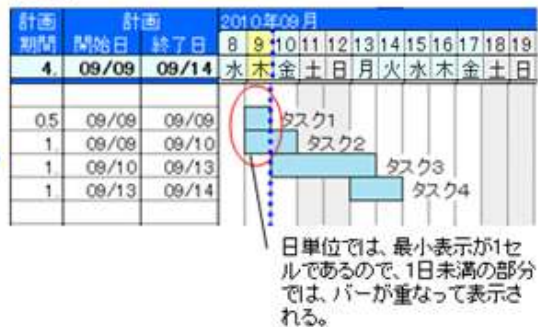 計画 計画 2010年09月
期間 開始日 終了日 8 9 10 11 12 13 14 15 16 17 18 19
4. 09/09 09/14 水 木 金 土 日 月 火 水 木 金 土 日
0.5 09/09 09/09 タスク1
1. 09/09 09/10 タスク2
1. 09/10 09/13 タスク3
1. 09/13 09/14 タスク4
日単位では、最小表示が1セ
ルであるので、1日未満の部分
では、バーが重なって表示さ
れる。